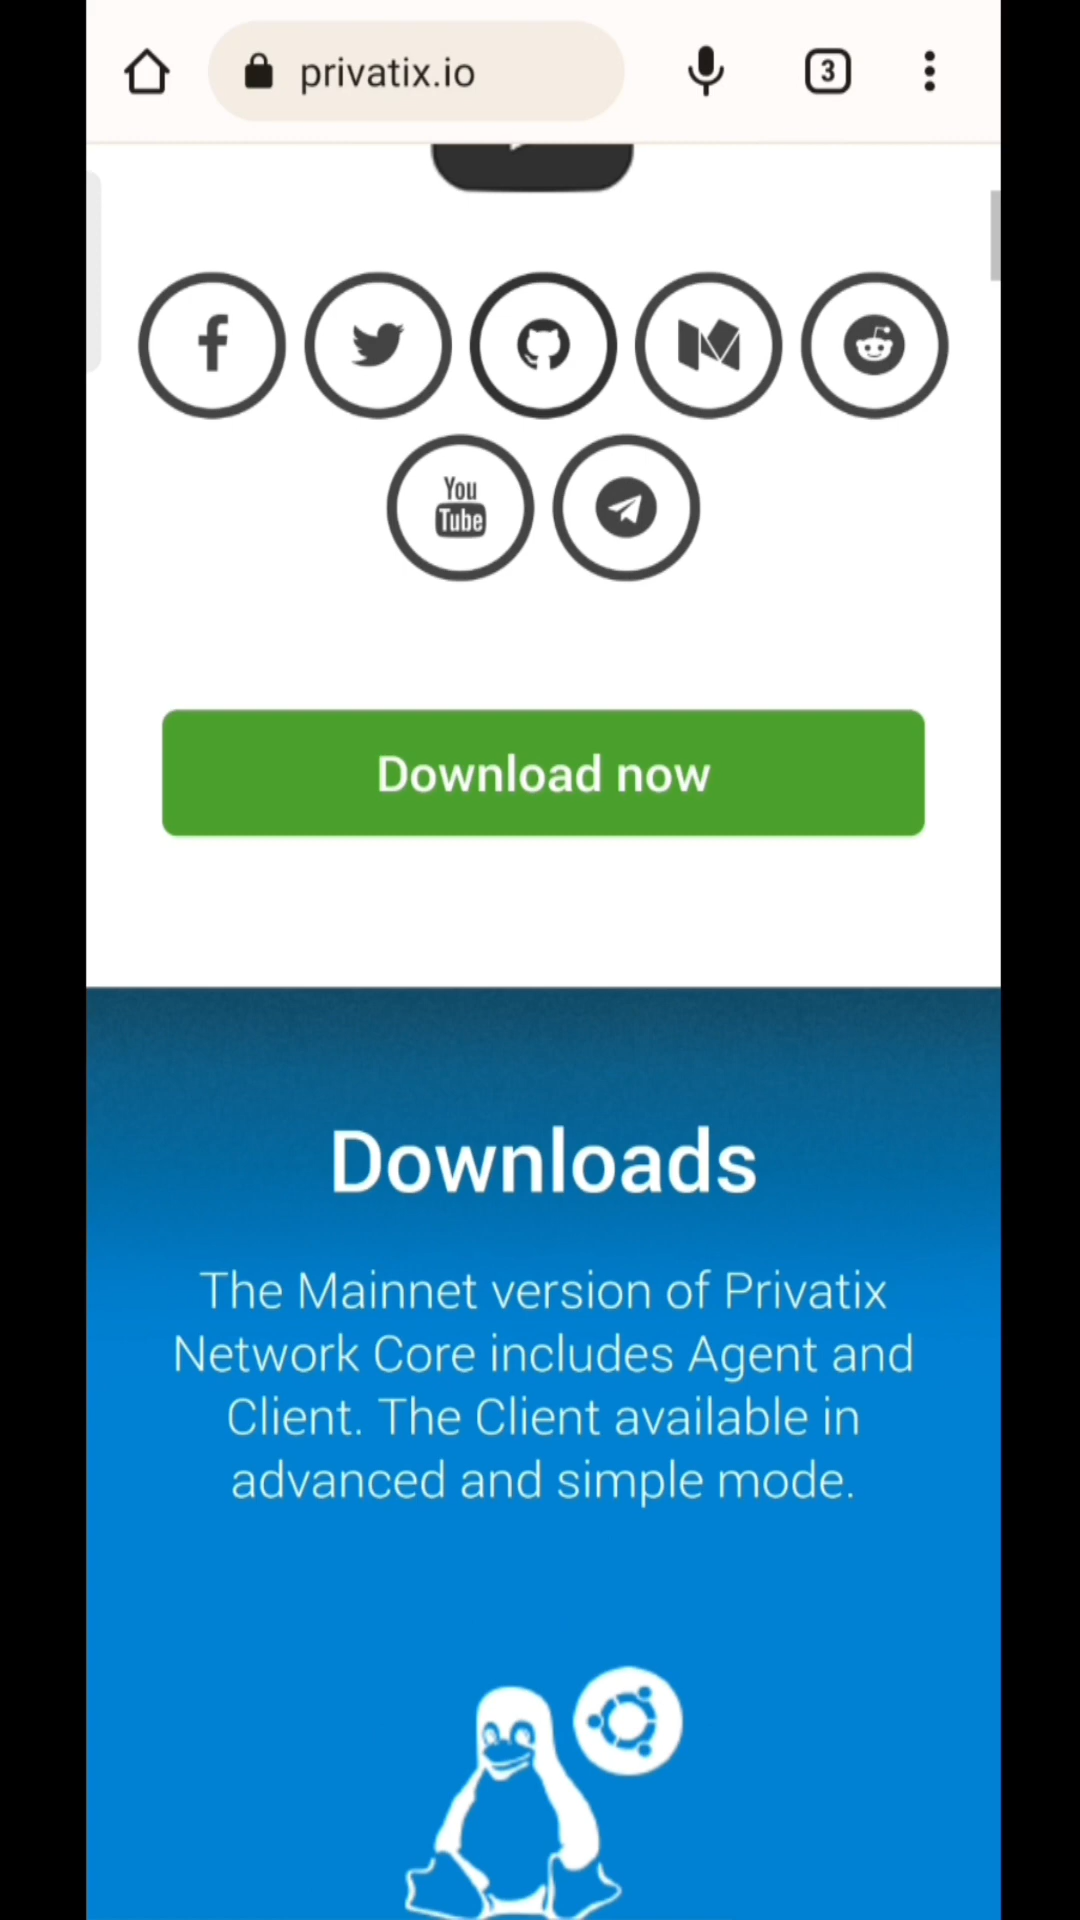 privatix.io
3
You
Tube
Download now
Downloads
The Mainnet version of Privatix
Network Core includes Agent and
Client. The Client available in
advanced and simple mode.